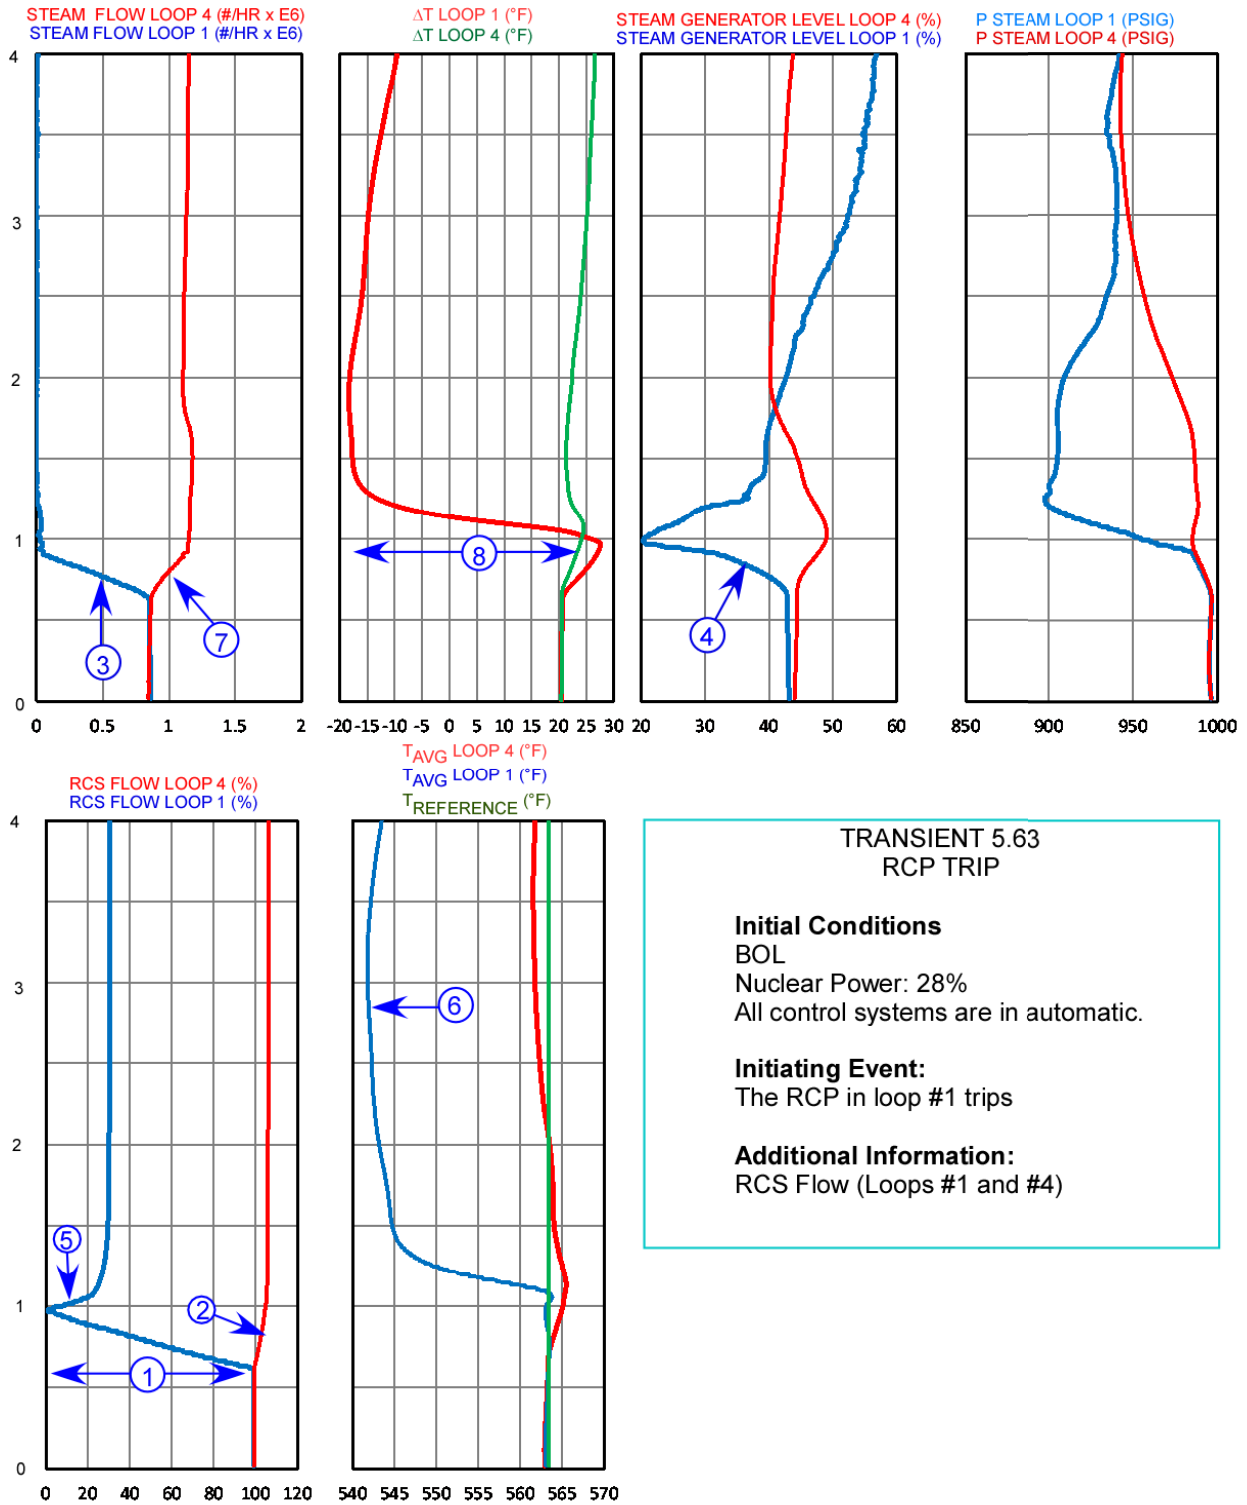 STEAM FLOW LOOP 4 (#/HR x E6)
STEAM FLOW LOOP 1 (#/HR x E6)
ΔT LOOP 1 (°F)
ΔT LOOP 4 (°F)
STEAM GENERATOR LEVEL LOOP 4 (%)
STEAM GENERATOR LEVEL LOOP 1 (%)
P STEAM LOOP 1 (PSIG)
P STEAM LOOP 4 (PSIG)
4
3
2
1
0
3
7
8
4
0 0.5 1 1.5 2
-20 -15 -10 -5 0 5 10 15 20 25 30
20 30 40 50 60
850 900 950 1000
RCS FLOW LOOP 4 (%)
RCS FLOW LOOP 1 (%)
TAVG LOOP 4 (°F)
TAVG LOOP 1 (°F)
TREFERENCE (°F)
4
3
2
1
0
5
2
1
6
0 20 40 60 80 100 120
540 545 550 555 560 565 570
TRANSIENT 5.63
RCP TRIP
Initial Conditions
BOL
Nuclear Power: 28%
All control systems are in automatic.
Initiating Event:
The RCP in loop #1 trips
Additional Information:
RCS Flow (Loops #1 and #4)